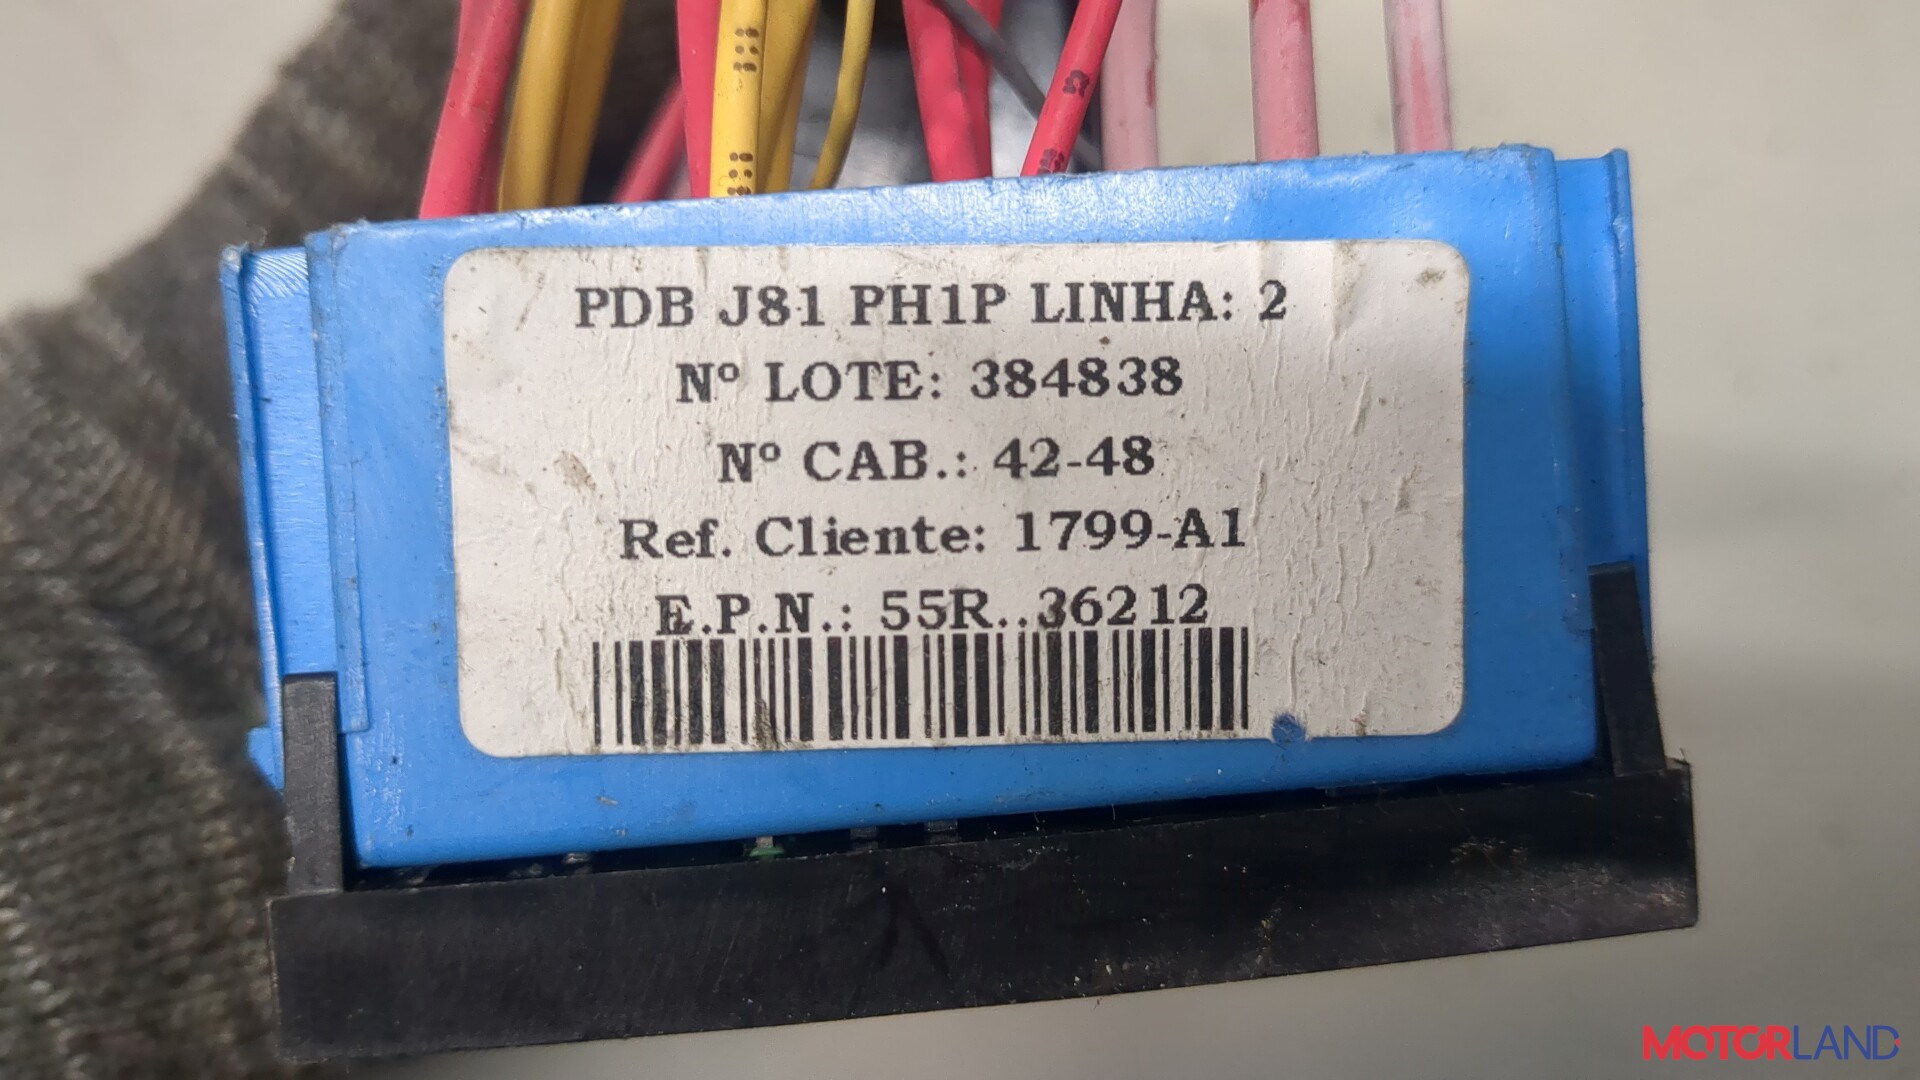 PDB J81 PH1P LINHA: 2
Nº LOTE: 384838
Nº CAB.: 42-48
Ref. Cliente: 1799-A1
E.P.N.: 55R..36212
MOTORLAND